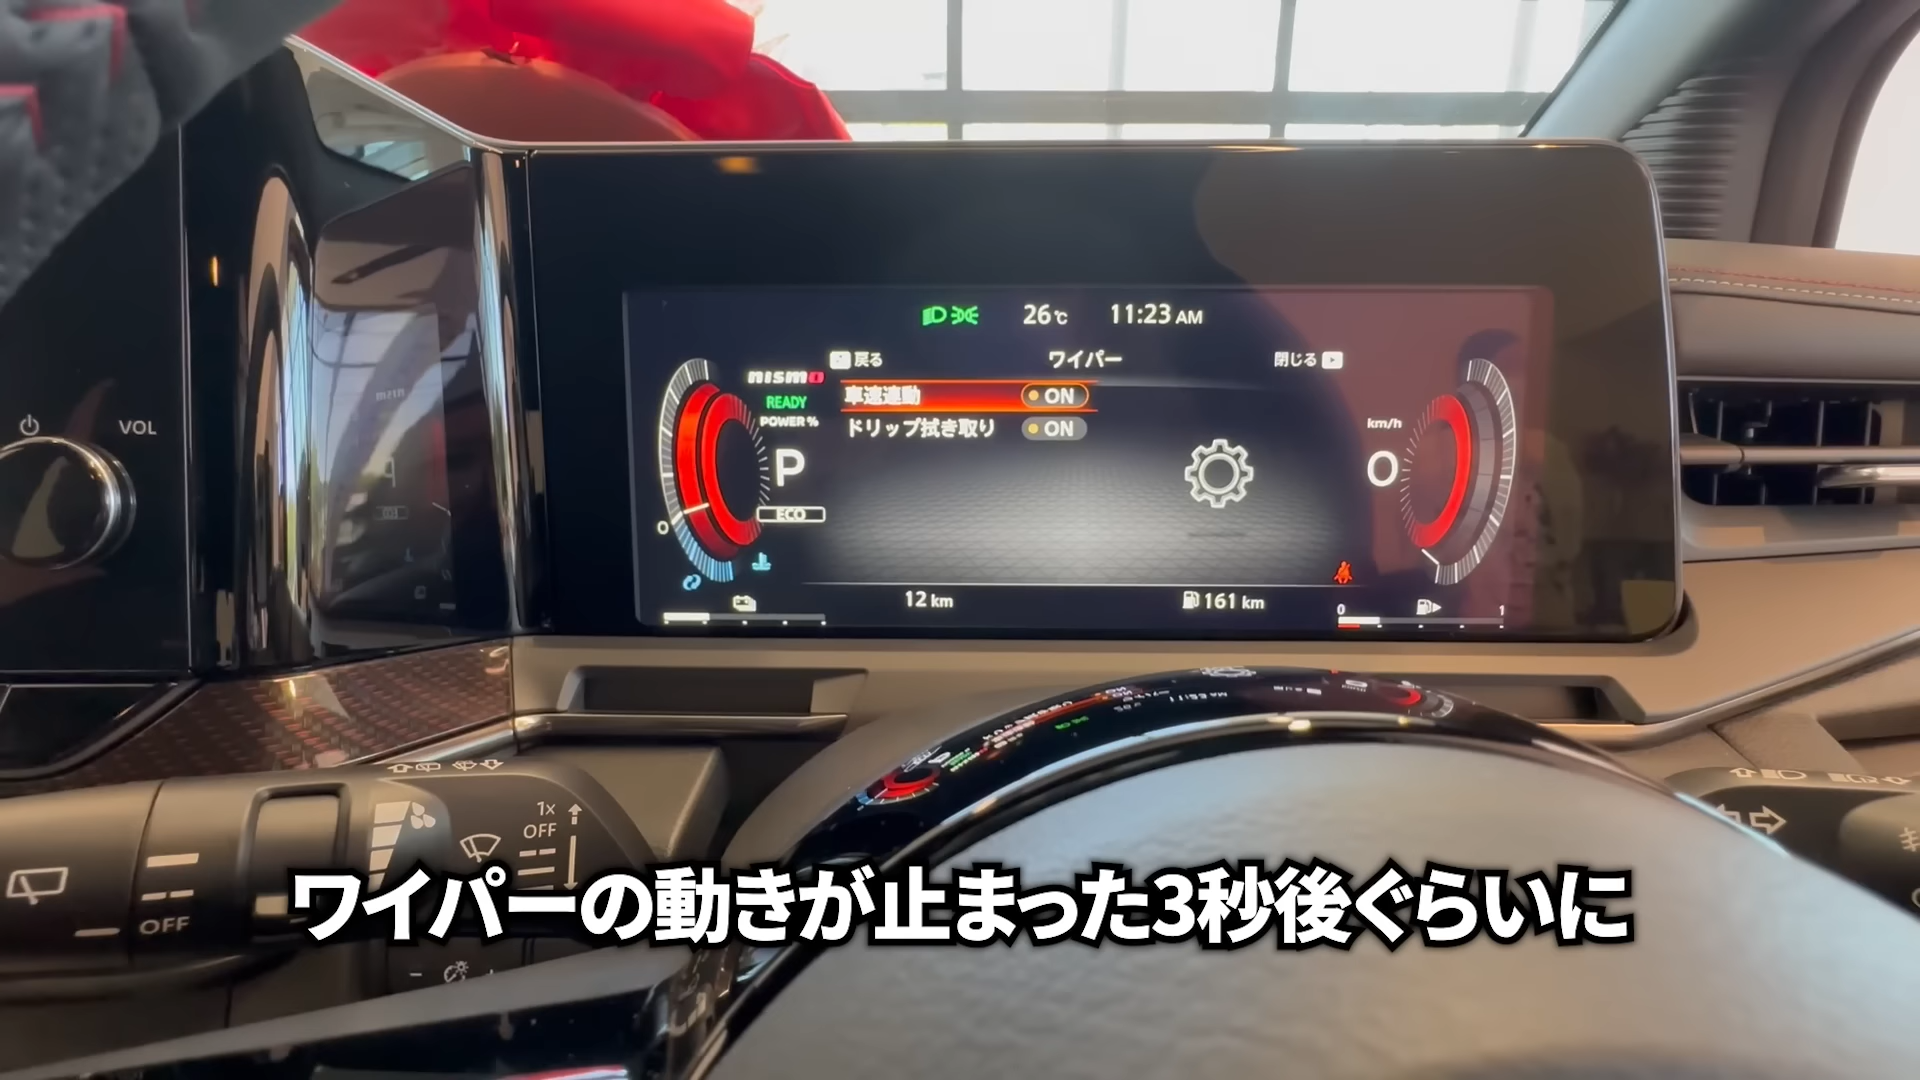 26℃ 11:23 AM
戻る ワイパー 閉じる
nismo
車速連動 ON
READY
POWER %
ドリップ拭き取り ON
km/h
P
0
0
ECO
12 km
161 km
0 1
VOL
1x
OFF
OFF
ワイパーの動きが止まった3秒後ぐらいに